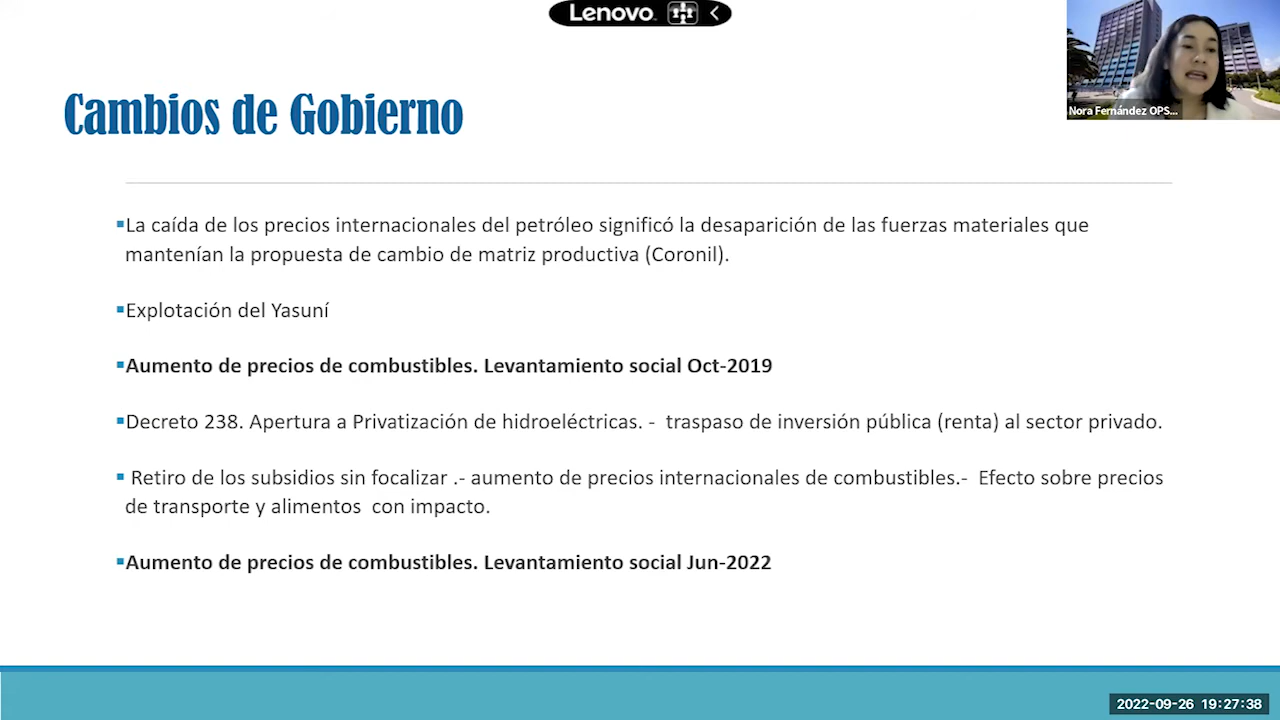 Lenovo
Nora Fernández OPS...
Cambios de Gobierno
▪La caída de los precios internacionales del petróleo significó la desaparición de las fuerzas materiales que
mantenían la propuesta de cambio de matriz productiva (Coronil).
▪Explotación del Yasuní
▪Aumento de precios de combustibles. Levantamiento social Oct-2019
▪Decreto 238. Apertura a Privatización de hidroeléctricas. - traspaso de inversión pública (renta) al sector privado.
▪ Retiro de los subsidios sin focalizar .- aumento de precios internacionales de combustibles.- Efecto sobre precios
de transporte y alimentos con impacto.
▪Aumento de precios de combustibles. Levantamiento social Jun-2022
2022-09-26 19:27:38